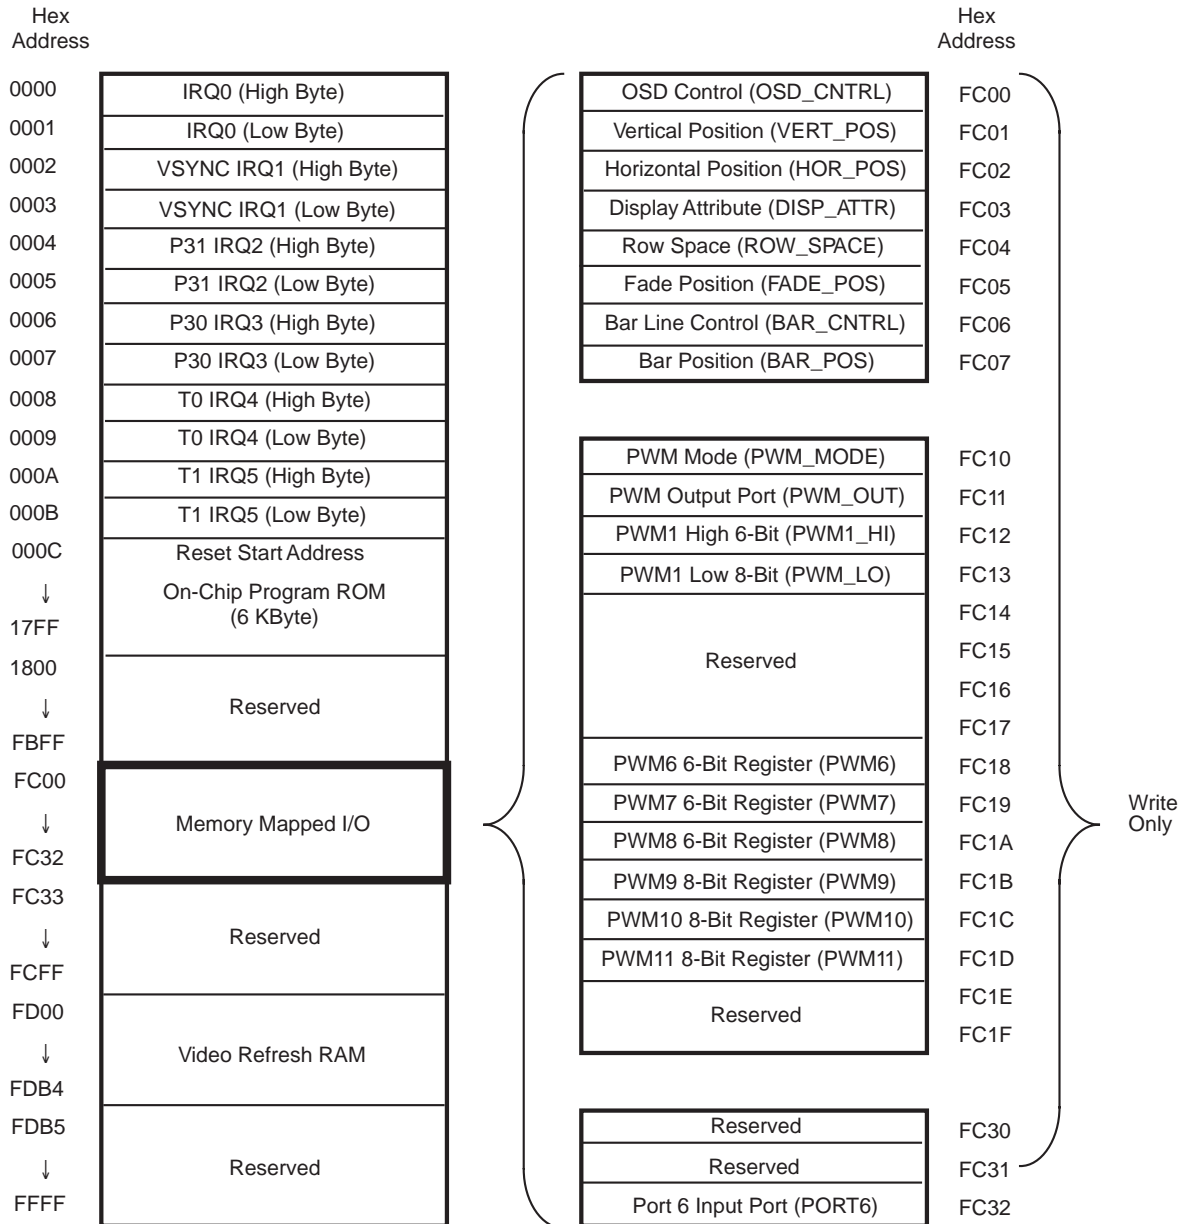 Hex
Address
0000 IRQ0 (High Byte)
0001 IRQ0 (Low Byte)
0002 VSYNC IRQ1 (High Byte)
0003 VSYNC IRQ1 (Low Byte)
0004 P31 IRQ2 (High Byte)
0005 P31 IRQ2 (Low Byte)
0006 P30 IRQ3 (High Byte)
0007 P30 IRQ3 (Low Byte)
0008 T0 IRQ4 (High Byte)
0009 T0 IRQ4 (Low Byte)
000A T1 IRQ5 (High Byte)
000B T1 IRQ5 (Low Byte)
000C Reset Start Address
↓ On-Chip Program ROM
(6 KByte)
17FF
1800
↓ Reserved
FBFF
FC00
↓ Memory Mapped I/O
FC32
FC33
↓ Reserved
FCFF
FD00
↓ Video Refresh RAM
FDB4
FDB5
↓ Reserved
FFFF
Hex
Address
OSD Control (OSD_CNTRL) FC00
Vertical Position (VERT_POS) FC01
Horizontal Position (HOR_POS) FC02
Display Attribute (DISP_ATTR) FC03
Row Space (ROW_SPACE) FC04
Fade Position (FADE_POS) FC05
Bar Line Control (BAR_CNTRL) FC06
Bar Position (BAR_POS) FC07
PWM Mode (PWM_MODE) FC10
PWM Output Port (PWM_OUT) FC11
PWM1 High 6-Bit (PWM1_HI) FC12
PWM1 Low 8-Bit (PWM_LO) FC13
FC14
Reserved FC15
FC16
FC17
PWM6 6-Bit Register (PWM6) FC18
PWM7 6-Bit Register (PWM7) FC19
PWM8 6-Bit Register (PWM8) FC1A
PWM9 8-Bit Register (PWM9) FC1B
PWM10 8-Bit Register (PWM10) FC1C
PWM11 8-Bit Register (PWM11) FC1D
Reserved FC1E
FC1F
Reserved FC30
Reserved FC31
Port 6 Input Port (PORT6) FC32
Write
Only